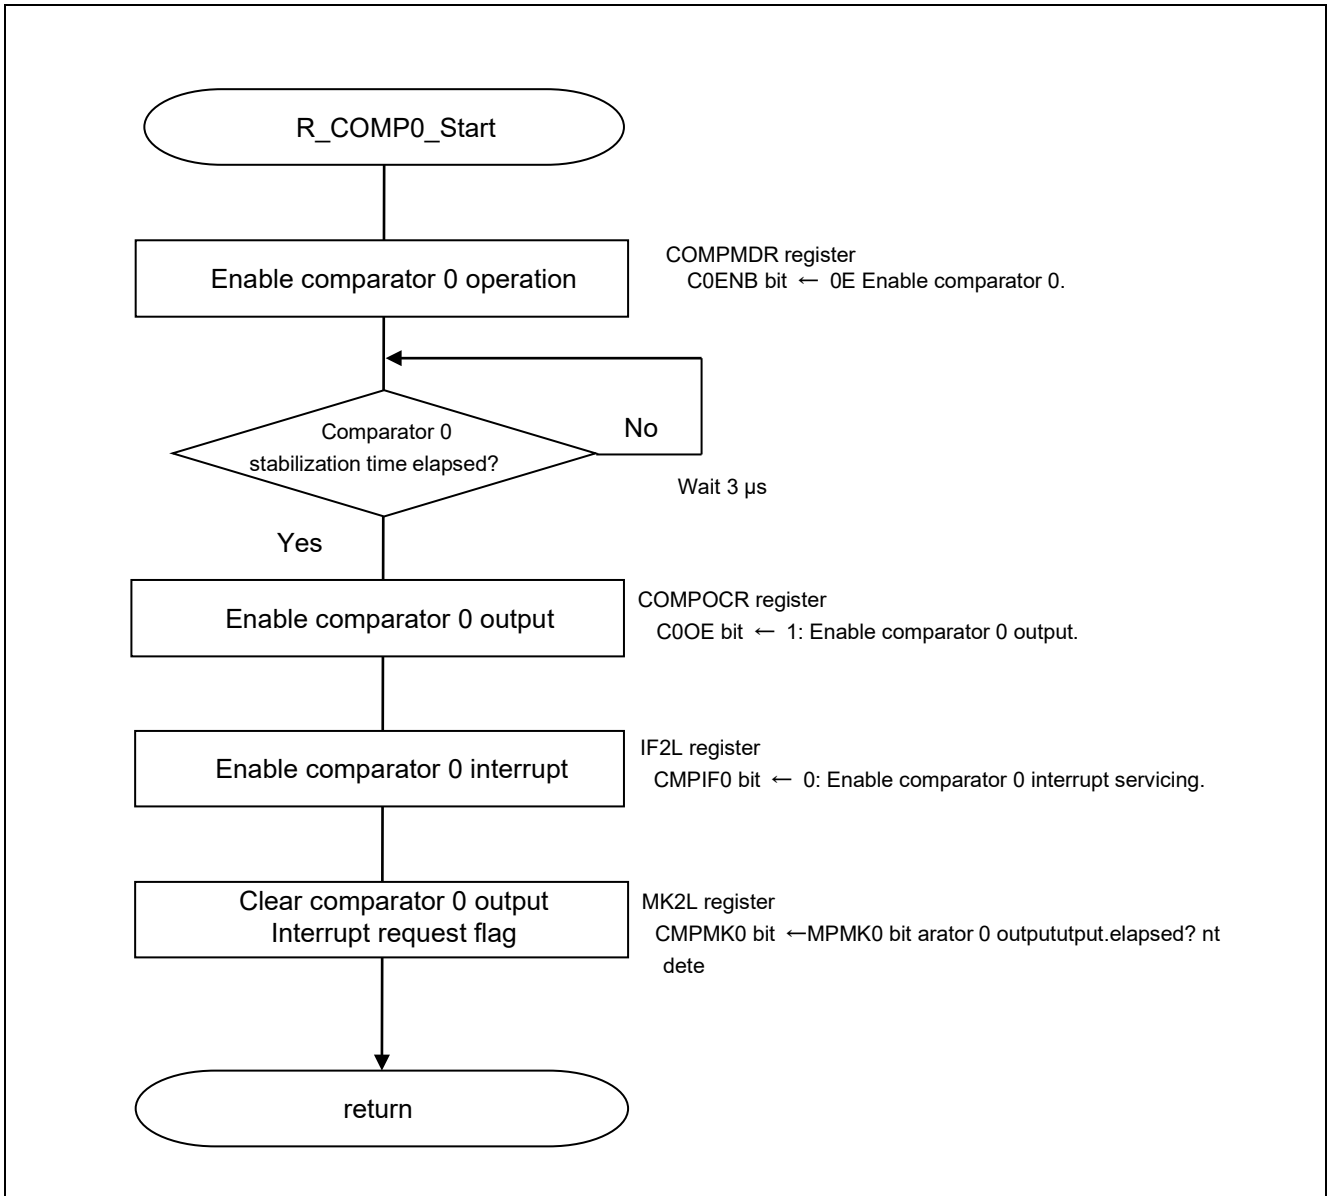 R_COMP0_Start
Enable comparator 0 operation
COMPMDR register
C0ENB bit ← 0E Enable comparator 0.
Comparator 0
stabilization time elapsed?
No
Wait 3 µs
Yes
Enable comparator 0 output
COMPOCR register
C0OE bit ← 1: Enable comparator 0 output.
Enable comparator 0 interrupt
IF2L register
CMPIF0 bit ← 0: Enable comparator 0 interrupt servicing.
Clear comparator 0 output
Interrupt request flag
MK2L register
CMPMK0 bit ←MPMK0 bit arator 0 outpututput.elapsed? nt
dete
return